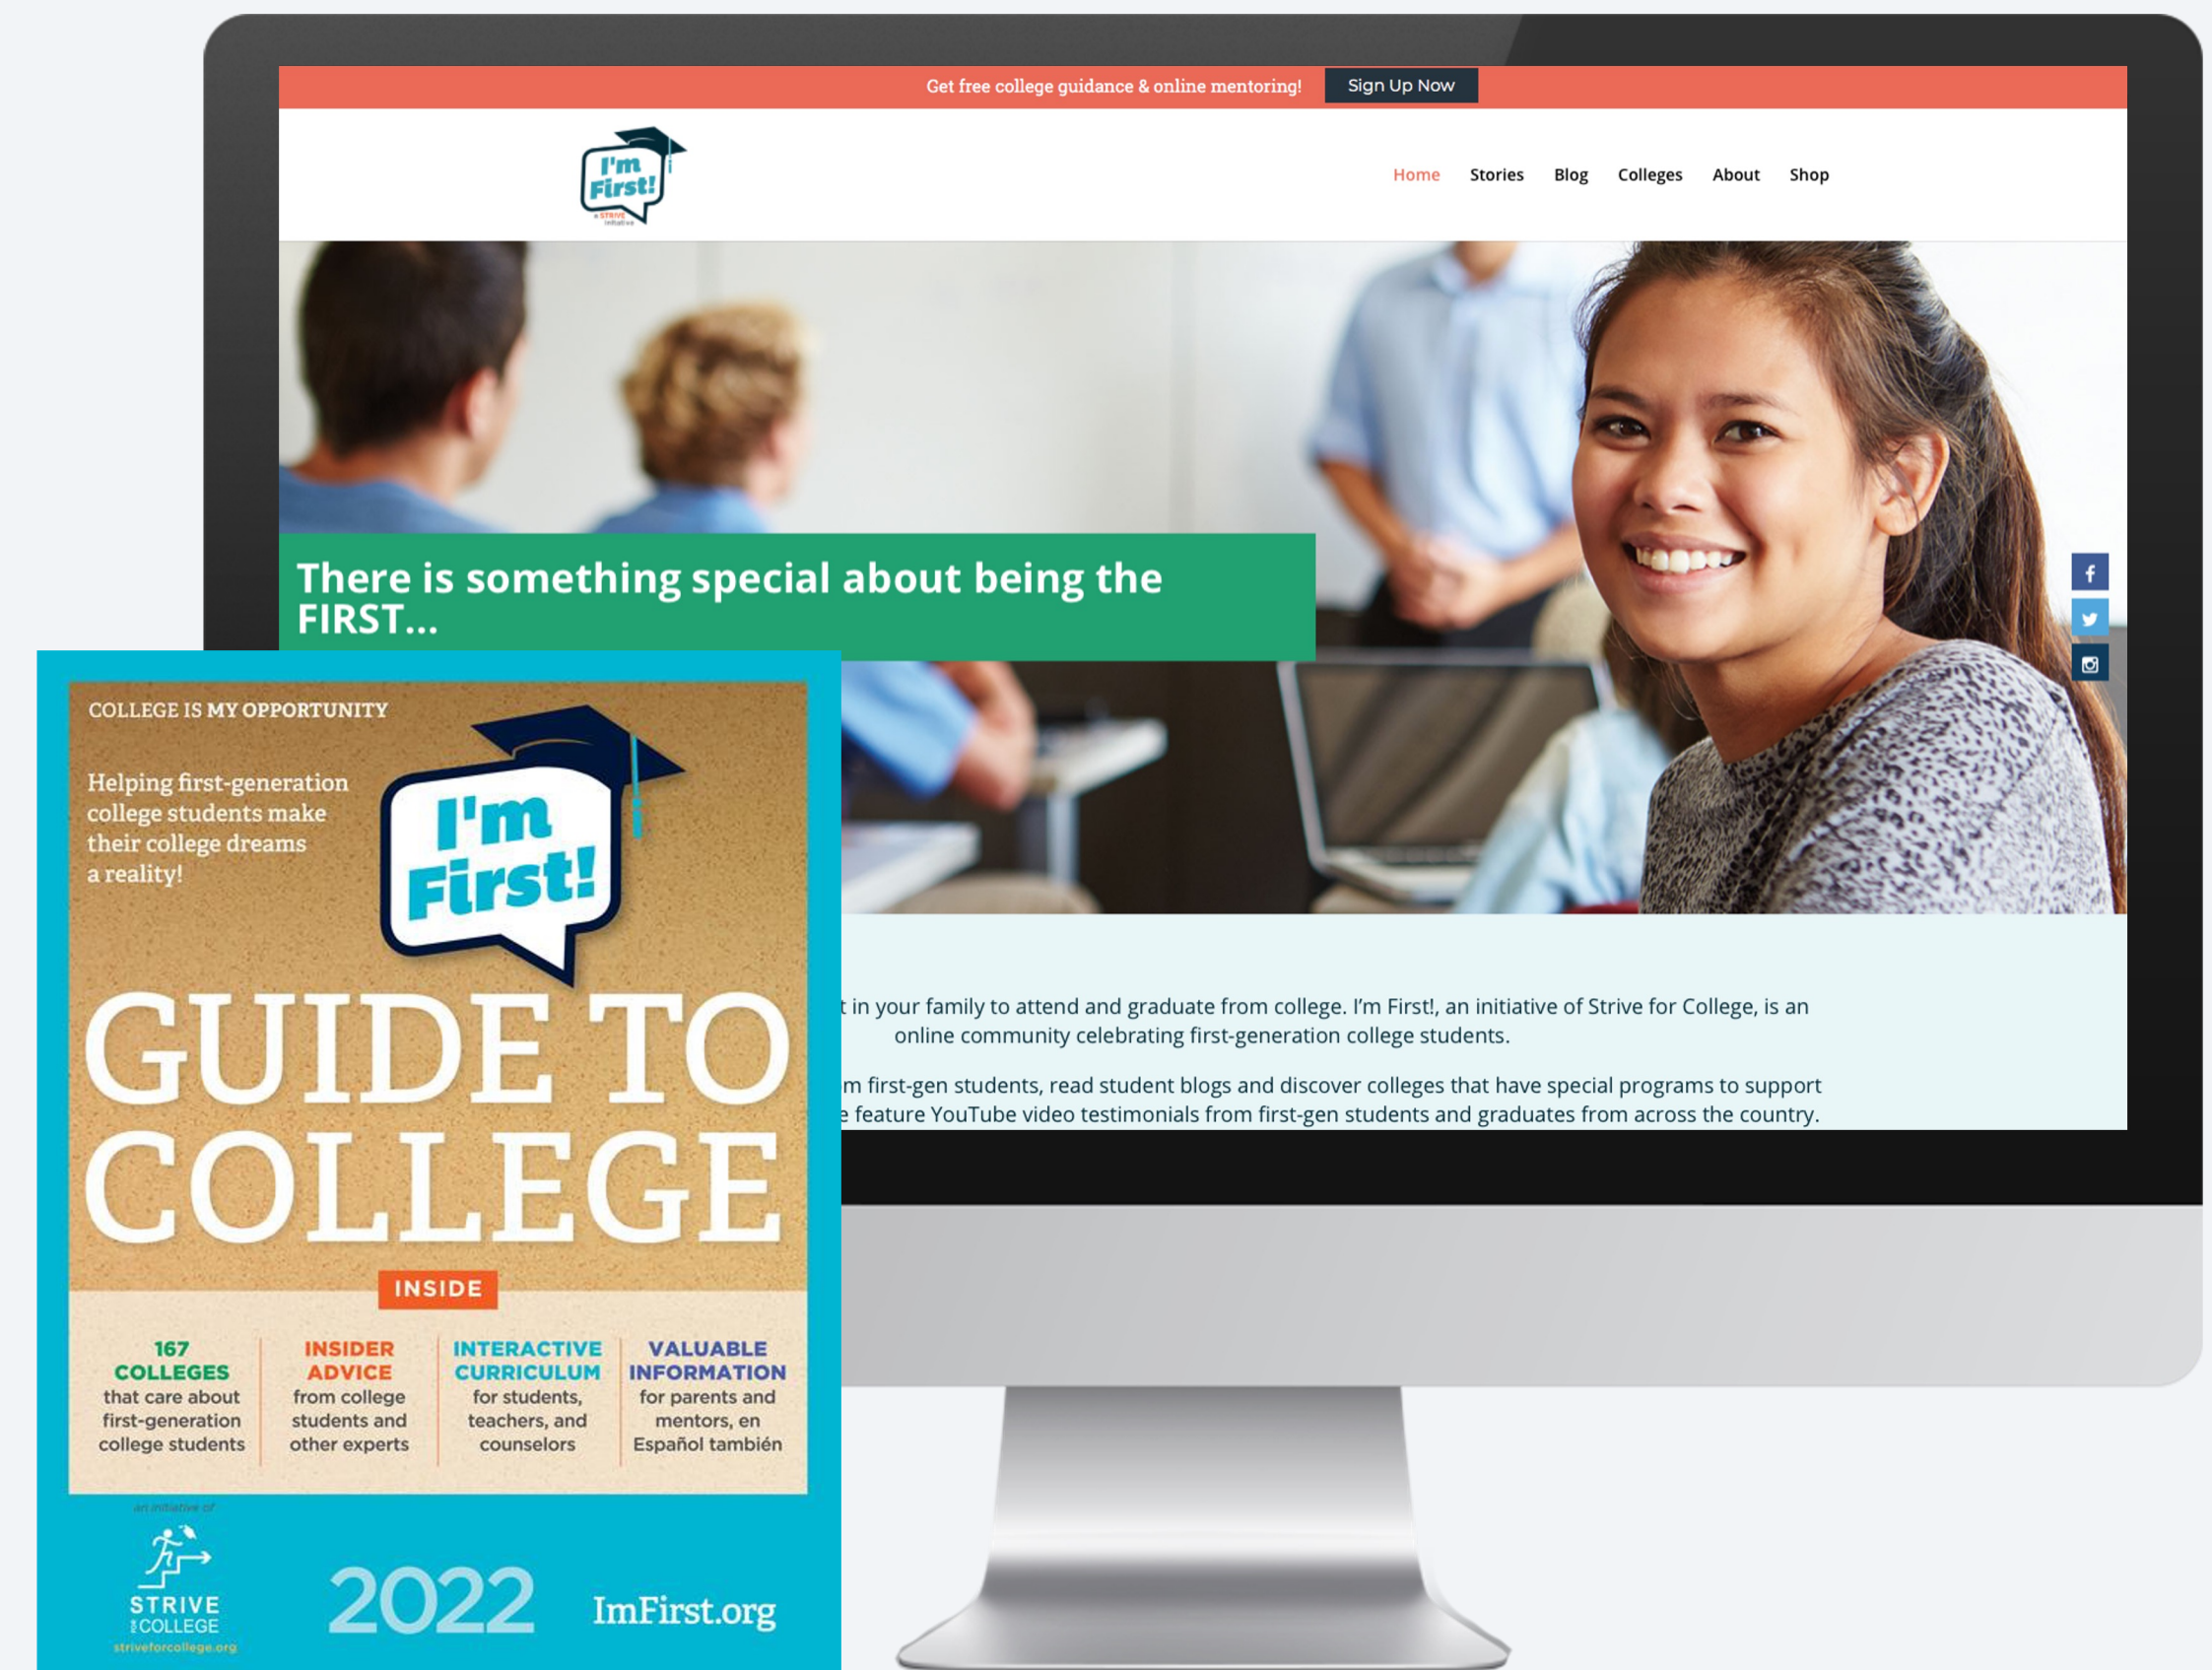 Get free college guidance & online mentoring!
Sign Up Now
I'm
First!
a STRIVE
initiative
Home Stories Blog Colleges About Shop
There is something special about being the
FIRST...
t in your family to attend and graduate from college. I'm First!, an initiative of Strive for College, is an
online community celebrating first-generation college students.
m first-gen students, read student blogs and discover colleges that have special programs to support
e feature YouTube video testimonials from first-gen students and graduates from across the country.
COLLEGE IS MY OPPORTUNITY
Helping first-generation
college students make
their college dreams
a reality!
I'm
First!
GUIDE TO
COLLEGE
INSIDE
167
COLLEGES
that care about
first-generation
college students
INSIDER
ADVICE
from college
students and
other experts
INTERACTIVE
CURRICULUM
for students,
teachers, and
counselors
VALUABLE
INFORMATION
for parents and
mentors, en
Español también
an initiative of
STRIVE
FOR COLLEGE
striveforcollege.org
2022
ImFirst.org